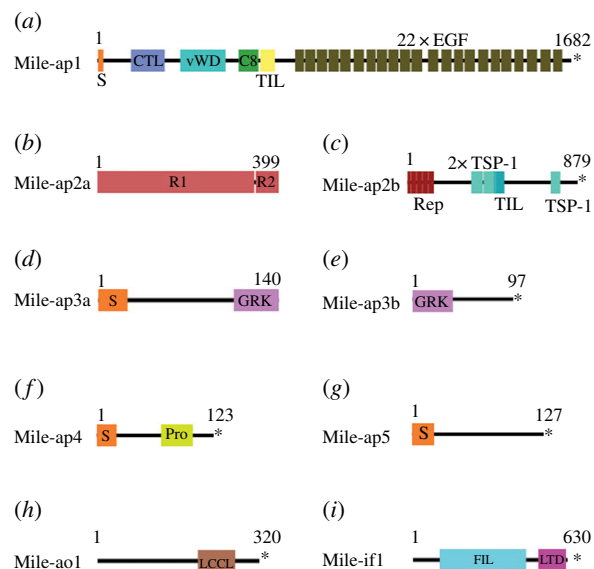 (a)
1 22 × EGF 1682
Mile-ap1 CTL vWD C8 *
S TIL
(b) (c)
1 399
Mile-ap2a R1 R2
1 2× TSP-1 879
Mile-ap2b *
Rep TIL TSP-1
(d) (e)
1 140
Mile-ap3a S GRK
1 97
Mile-ap3b GRK *
(f) (g)
1 123
Mile-ap4 S Pro *
1 127
Mile-ap5 S *
(h) (i)
1 320
Mile-ao1 LCCL *
1 630
Mile-if1 FIL LTD *